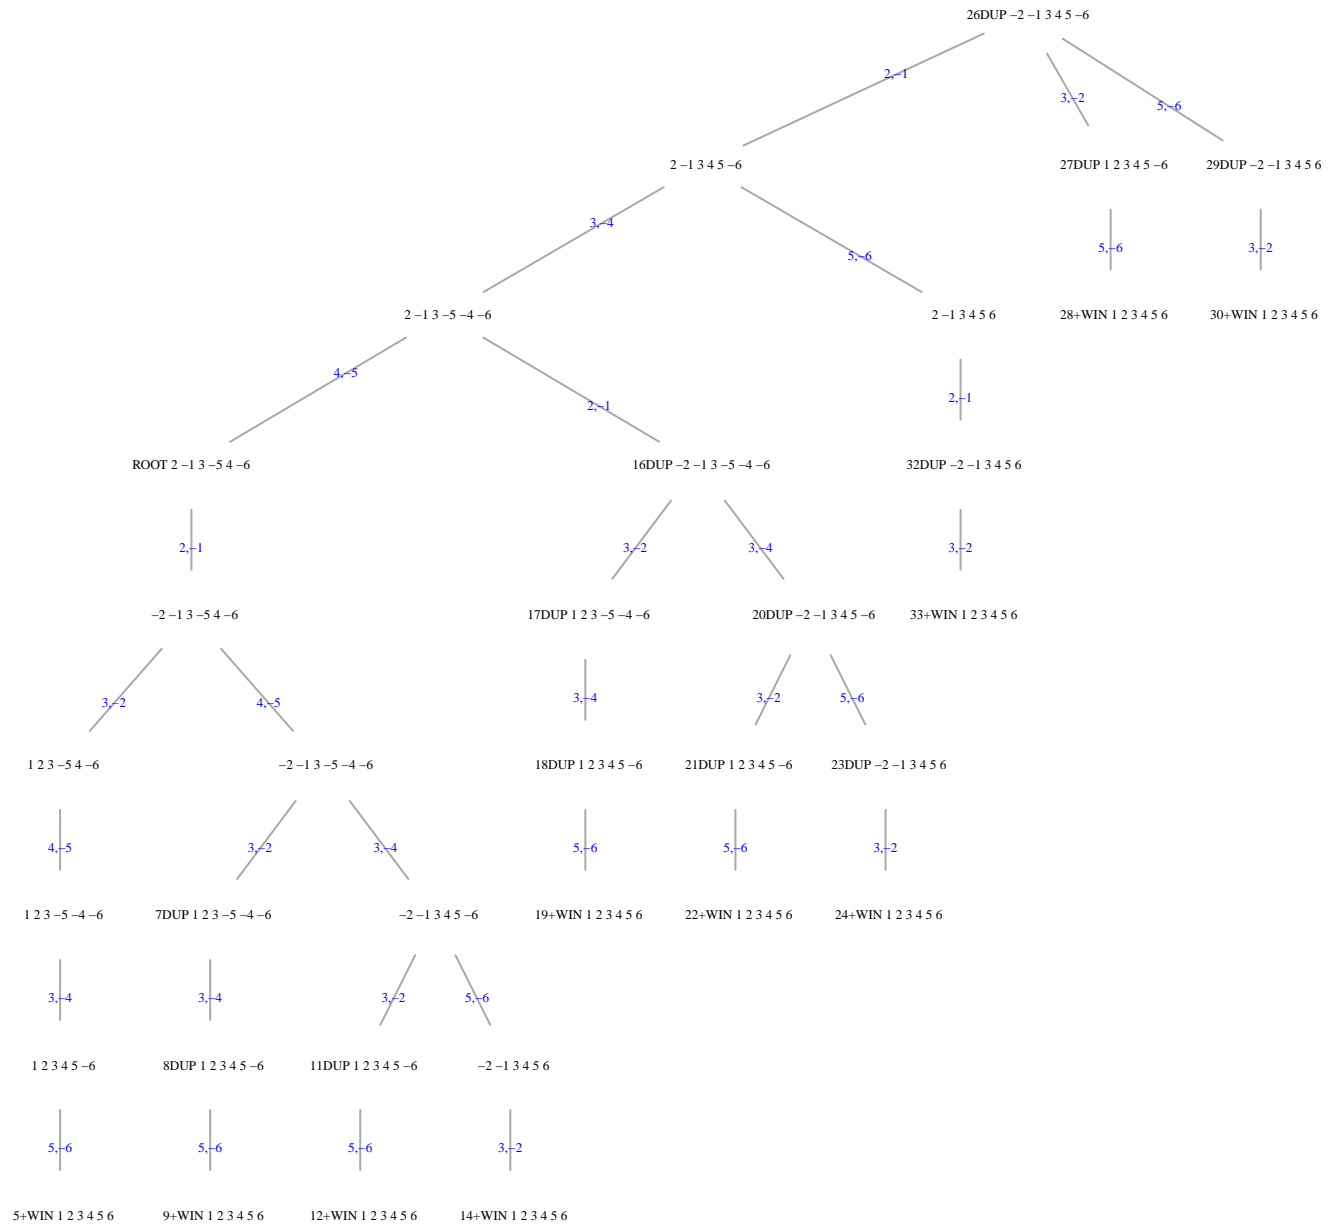 26DUP −2 −1 3 4 5 −6
2,−1
3,−2
5,−6
2 −1 3 4 5 −6
27DUP 1 2 3 4 5 −6
29DUP −2 −1 3 4 5 6
3,−4
5,−6
5,−6
3,−2
2 −1 3 −5 −4 −6
2 −1 3 4 5 6
28+WIN 1 2 3 4 5 6
30+WIN 1 2 3 4 5 6
4,−5
2,−1
2,−1
ROOT 2 −1 3 −5 4 −6
16DUP −2 −1 3 −5 −4 −6
32DUP −2 −1 3 4 5 6
2,−1
3,−2
3,−4
3,−2
−2 −1 3 −5 4 −6
17DUP 1 2 3 −5 −4 −6
20DUP −2 −1 3 4 5 −6
33+WIN 1 2 3 4 5 6
3,−2
4,−5
3,−4
3,−2
5,−6
1 2 3 −5 4 −6
−2 −1 3 −5 −4 −6
18DUP 1 2 3 4 5 −6
21DUP 1 2 3 4 5 −6
23DUP −2 −1 3 4 5 6
4,−5
3,−2
3,−4
5,−6
5,−6
3,−2
1 2 3 −5 −4 −6
7DUP 1 2 3 −5 −4 −6
−2 −1 3 4 5 −6
19+WIN 1 2 3 4 5 6
22+WIN 1 2 3 4 5 6
24+WIN 1 2 3 4 5 6
3,−4
3,−4
3,−2
5,−6
1 2 3 4 5 −6
8DUP 1 2 3 4 5 −6
11DUP 1 2 3 4 5 −6
−2 −1 3 4 5 6
5,−6
5,−6
5,−6
3,−2
5+WIN 1 2 3 4 5 6
9+WIN 1 2 3 4 5 6
12+WIN 1 2 3 4 5 6
14+WIN 1 2 3 4 5 6